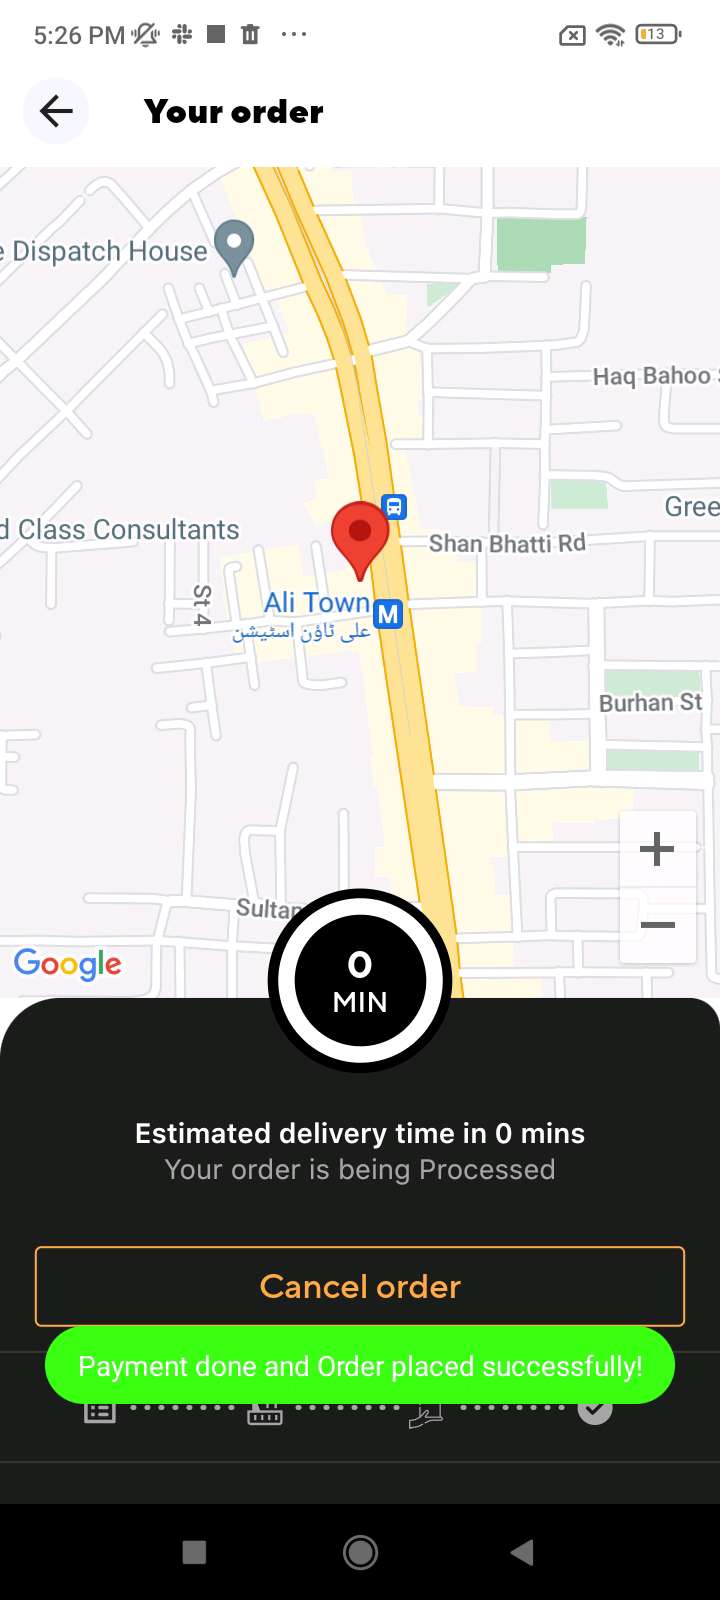 5:26 PM
13
Your order
e Dispatch House
Haq Bahoo
Gree
d Class Consultants
Shan Bhatti Rd
St 4
Ali Town
علی ٹاؤن اسٹیشن
M
Burhan St
Sultan
Google
0
MIN
Estimated delivery time in 0 mins
Your order is being Processed
Cancel order
Payment done and Order placed successfully!